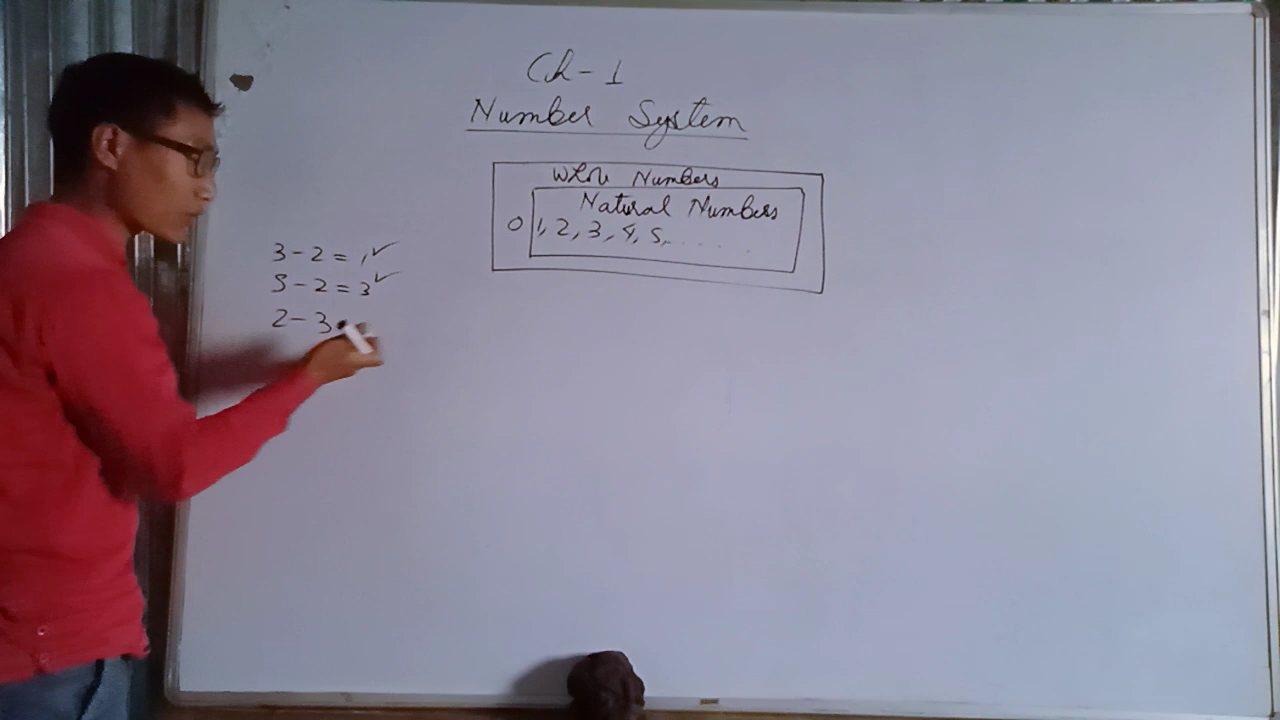 Ch-1
Number System
Whole Numbers
Natural Numbers
0 1, 2, 3, 4, 5, . . . . .
3 - 2 = 1 ✓
5 - 2 = 3 ✓
2 - 3